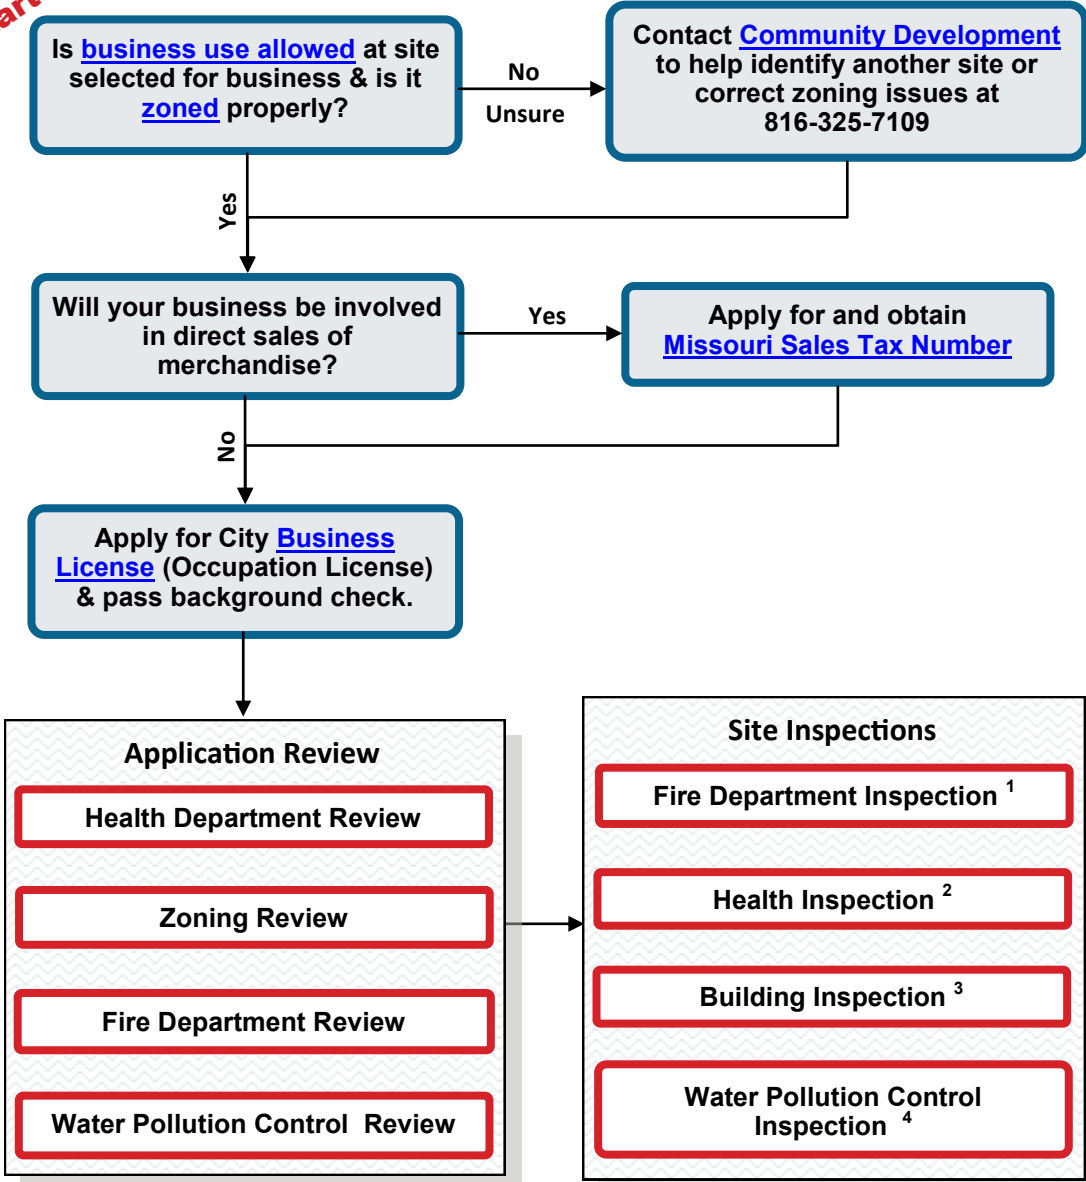 Is business use allowed at site
selected for business & is it
zoned properly?
No
Unsure
Contact Community Development
to help identify another site or
correct zoning issues at
816-325-7109
Yes
Will your business be involved
in direct sales of
merchandise?
Yes
Apply for and obtain
Missouri Sales Tax Number
No
Apply for City Business
License (Occupation License)
& pass background check.
Application Review
Health Department Review
Zoning Review
Fire Department Review
Water Pollution Control Review
Site Inspections
Fire Department Inspection 1
Health Inspection 2
Building Inspection 3
Water Pollution Control
Inspection 4